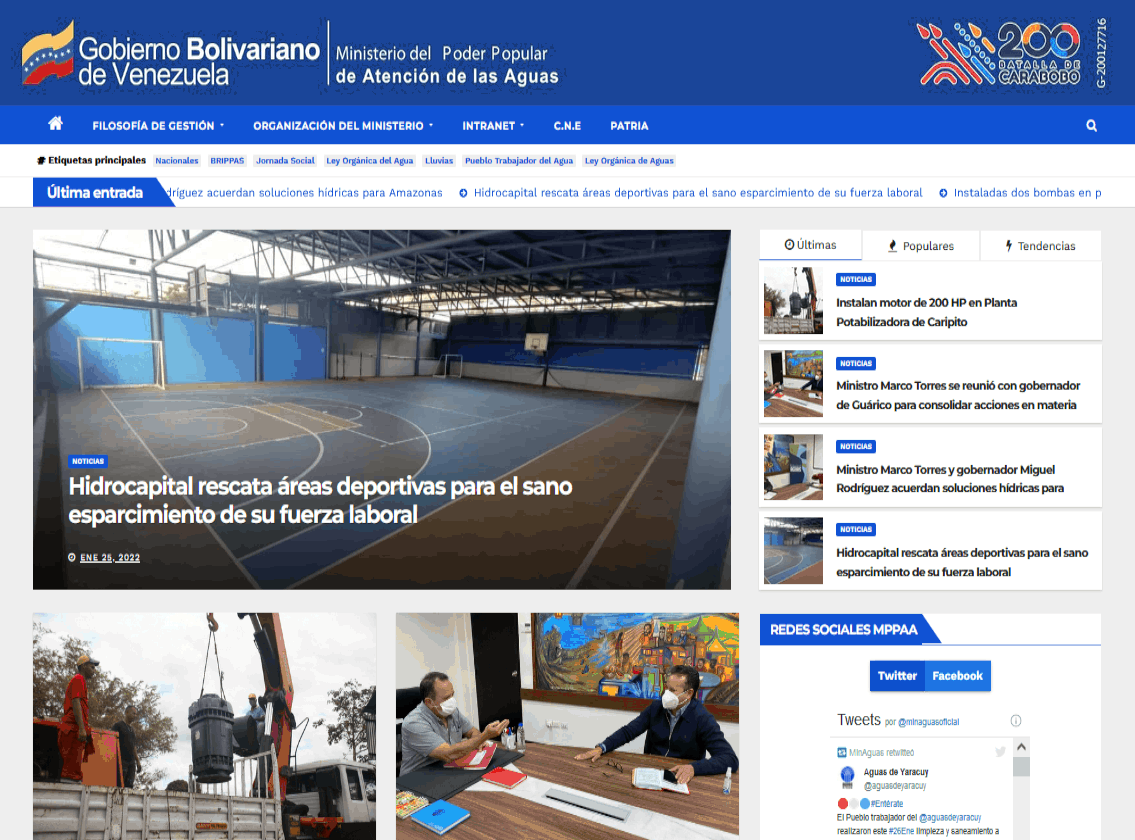 Gobierno Bolivariano
de Venezuela
Ministerio del Poder Popular
de Atención de las Aguas
200
BATALLA DE
CARABOBO
G-200127716
FILOSOFÍA DE GESTIÓN
ORGANIZACIÓN DEL MINISTERIO
INTRANET
C.N.E
PATRIA
# Etiquetas principales Nacionales BRIPPAS Jornada Social Ley Orgánica del Agua Lluvias Pueblo Trabajador del Agua Ley Orgánica de Aguas
Última entrada
dríguez acuerdan soluciones hídricas para Amazonas
Hidrocapital rescata áreas deportivas para el sano esparcimiento de su fuerza laboral
Instaladas dos bombas en p
NOTICIAS
Hidrocapital rescata áreas deportivas para el sano
esparcimiento de su fuerza laboral
ENE 25, 2022
Últimas
Populares
Tendencias
NOTICIAS
Instalan motor de 200 HP en Planta
Potabilizadora de Caripito
NOTICIAS
Ministro Marco Torres se reunió con gobernador
de Guárico para consolidar acciones en materia
NOTICIAS
Ministro Marco Torres y gobernador Miguel
Rodríguez acuerdan soluciones hídricas para
NOTICIAS
Hidrocapital rescata áreas deportivas para el sano
esparcimiento de su fuerza laboral
REDES SOCIALES MPPAA
Twitter
Facebook
Tweets por @minaguasoficial
MinAguas retwitteó
Aguas de Yaracuy
@aguasdeyaracuy
#Entérate
El Pueblo trabajador del @aguasdeyaracuy
realizaron este #26Ene limpieza y saneamiento a